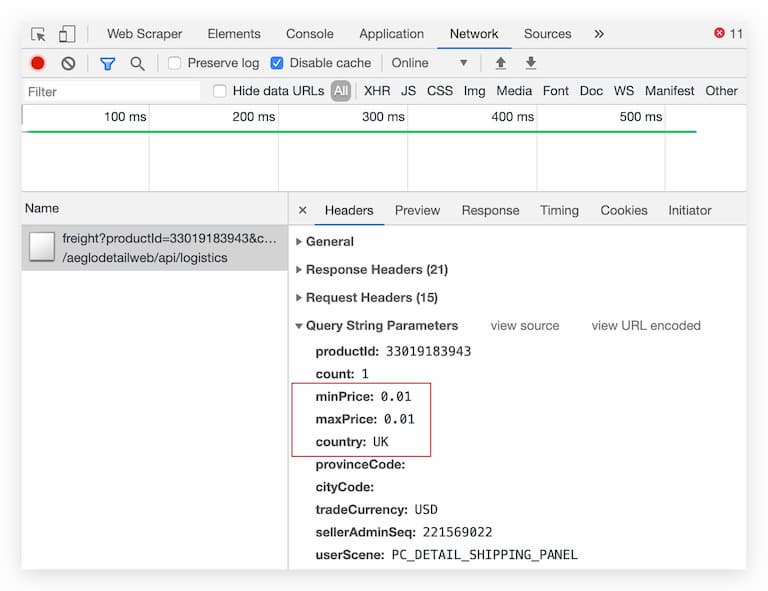 Web Scraper Elements Console Application Network Sources » 11
Preserve log Disable cache Online
Filter Hide data URLs All XHR JS CSS Img Media Font Doc WS Manifest Other
100 ms 200 ms 300 ms 400 ms 500 ms
Name × Headers Preview Response Timing Cookies Initiator
freight?productId=33019183943&c…
/aeglodetailweb/api/logistics
General
Response Headers (21)
Request Headers (15)
Query String Parameters view source view URL encoded
productId: 33019183943
count: 1
minPrice: 0.01
maxPrice: 0.01
country: UK
provinceCode:
cityCode:
tradeCurrency: USD
sellerAdminSeq: 221569022
userScene: PC_DETAIL_SHIPPING_PANEL